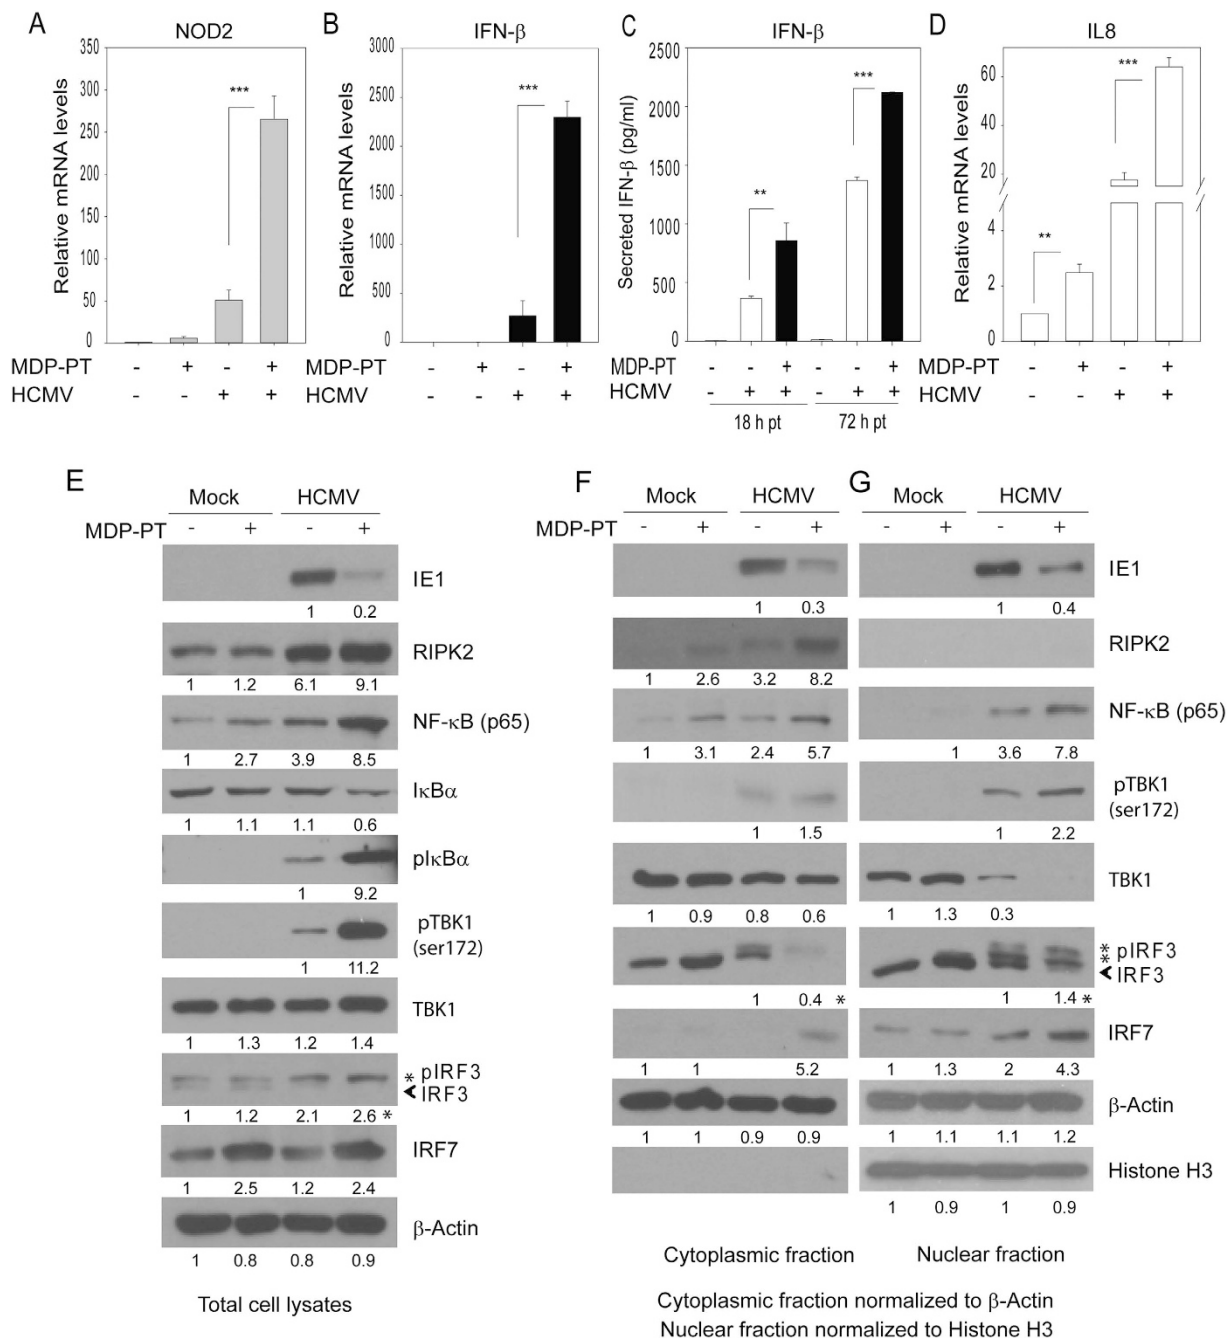 A
NOD2
Relative mRNA levels
350
300
250
200
150
100
50
0
***
MDP-PT - + - +
HCMV - - + +
B
IFN-β
Relative mRNA levels
3000
2500
2000
1500
1000
500
0
***
MDP-PT - + - +
HCMV - - + +
C
IFN-β
Secreted IFN-β (pg/ml)
2500
2000
1500
1000
500
0
**
***
MDP-PT - - + - - +
HCMV - + + - + +
18 h pt 72 h pt
D
IL8
Relative mRNA levels
60
40
20
4
2
0
**
***
MDP-PT - + - +
HCMV - - + +
E
Mock HCMV
MDP-PT - + - +
IE1
1 0.2
RIPK2
1 1.2 6.1 9.1
NF-κB (p65)
1 2.7 3.9 8.5
IκBα
1 1.1 1.1 0.6
pIκBα
1 9.2
pTBK1
(ser172)
1 11.2
TBK1
1 1.3 1.2 1.4
* pIRF3
IRF3
1 1.2 2.1 2.6 *
IRF7
1 2.5 1.2 2.4
β-Actin
1 0.8 0.8 0.9
Total cell lysates
F G
Mock HCMV Mock HCMV
MDP-PT - + - + - + - +
IE1
1 0.3 1 0.4
RIPK2
1 2.6 3.2 8.2
NF-κB (p65)
1 3.1 2.4 5.7 1 3.6 7.8
pTBK1
(ser172)
1 1.5 1 2.2
TBK1
1 0.9 0.8 0.6 1 1.3 0.3
* pIRF3
*
IRF3
1 0.4 * 1 1.4 *
IRF7
1 1 5.2 1 1.3 2 4.3
β-Actin
1 1 0.9 0.9 1 1.1 1.1 1.2
Histone H3
1 0.9 1 0.9
Cytoplasmic fraction Nuclear fraction
Cytoplasmic fraction normalized to β-Actin
Nuclear fraction normalized to Histone H3